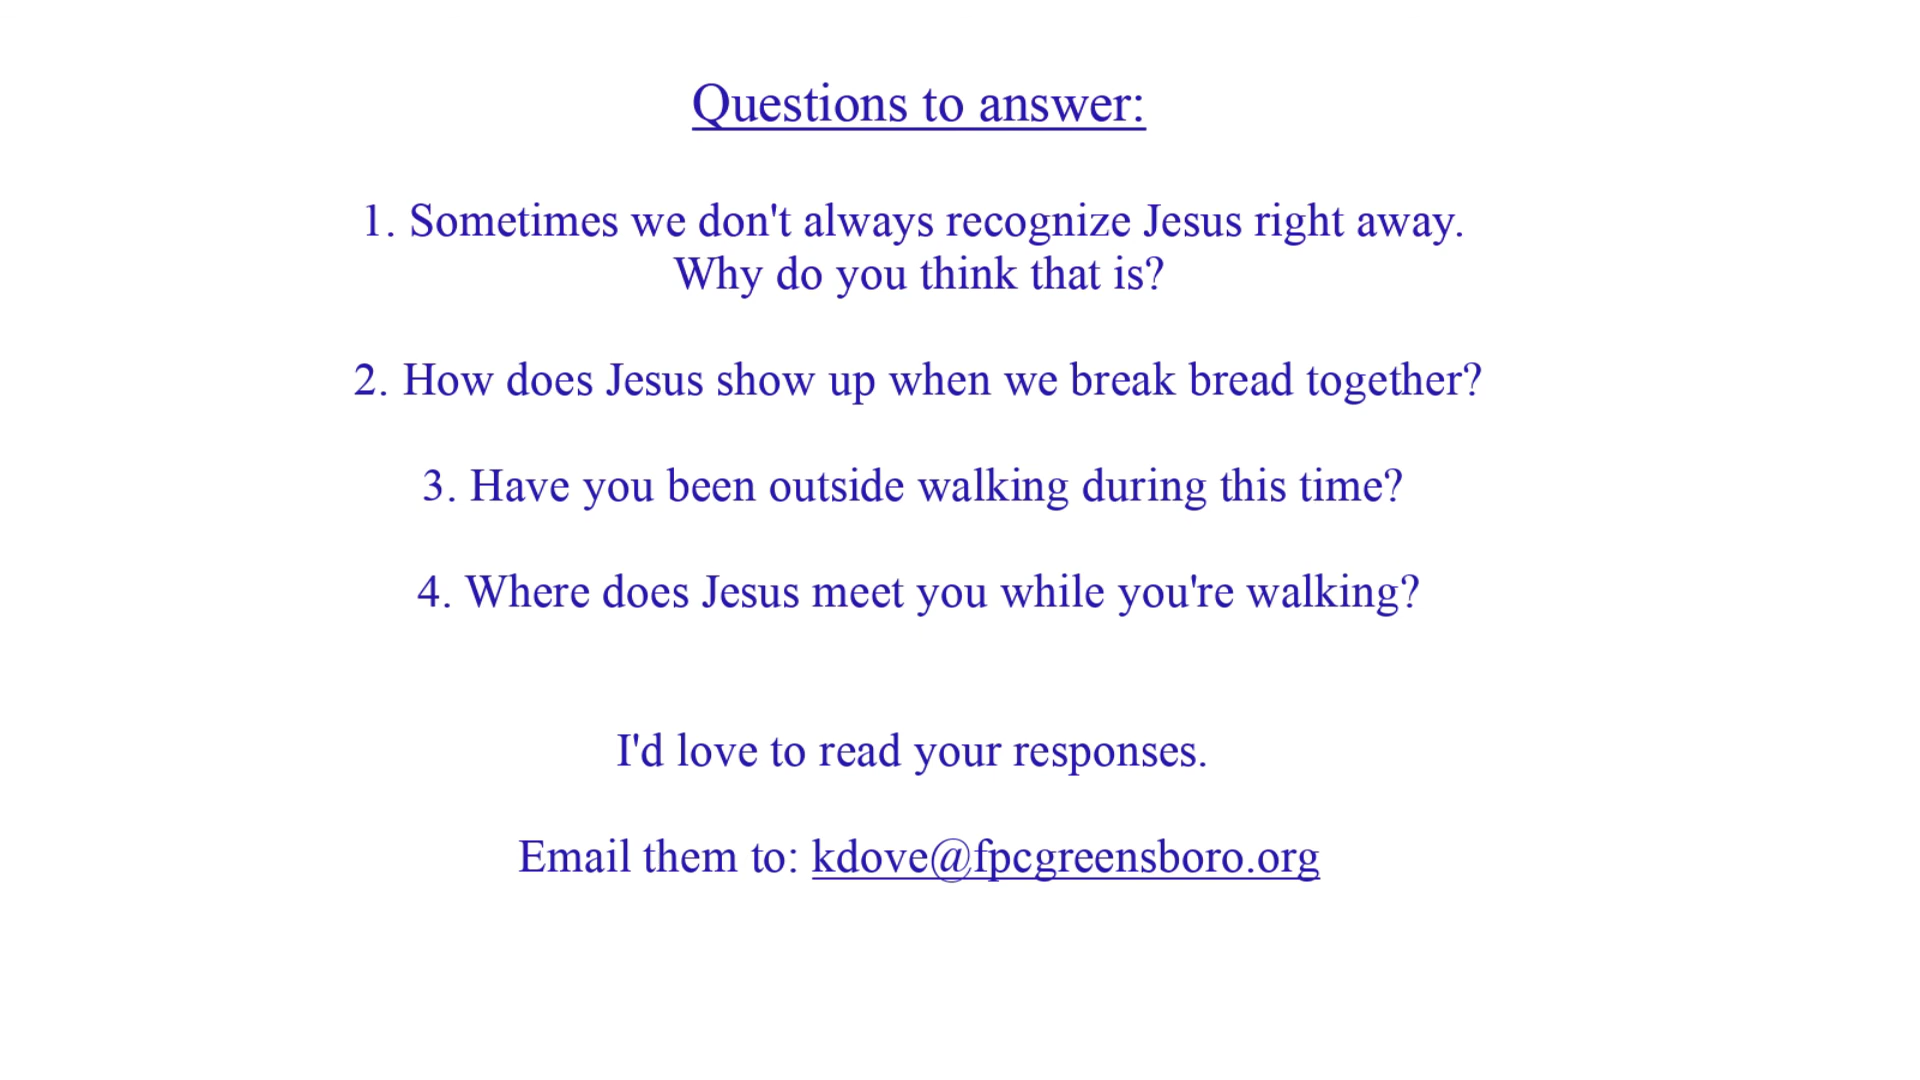 Questions to answer:
1. Sometimes we don't always recognize Jesus right away.
Why do you think that is?
2. How does Jesus show up when we break bread together?
3. Have you been outside walking during this time?
4. Where does Jesus meet you while you're walking?
I'd love to read your responses.
Email them to: kdove@fpcgreensboro.org